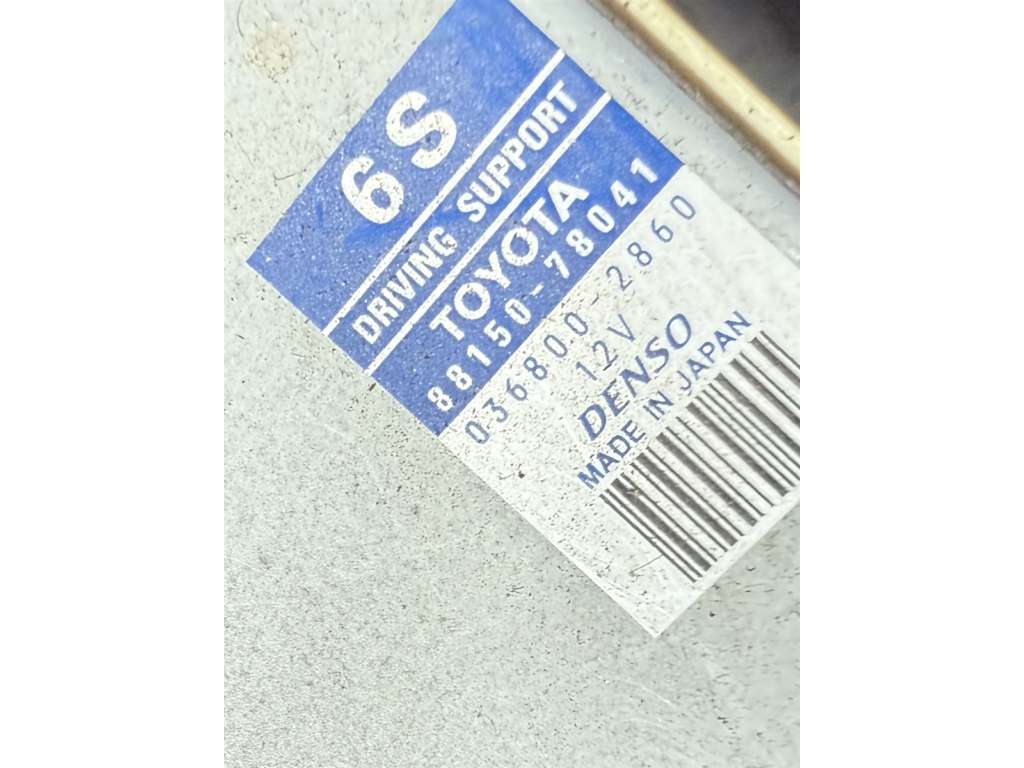 6S
DRIVING SUPPORT
TOYOTA
88150-78041
036800-2860
12V
DENSO
MADE IN JAPAN